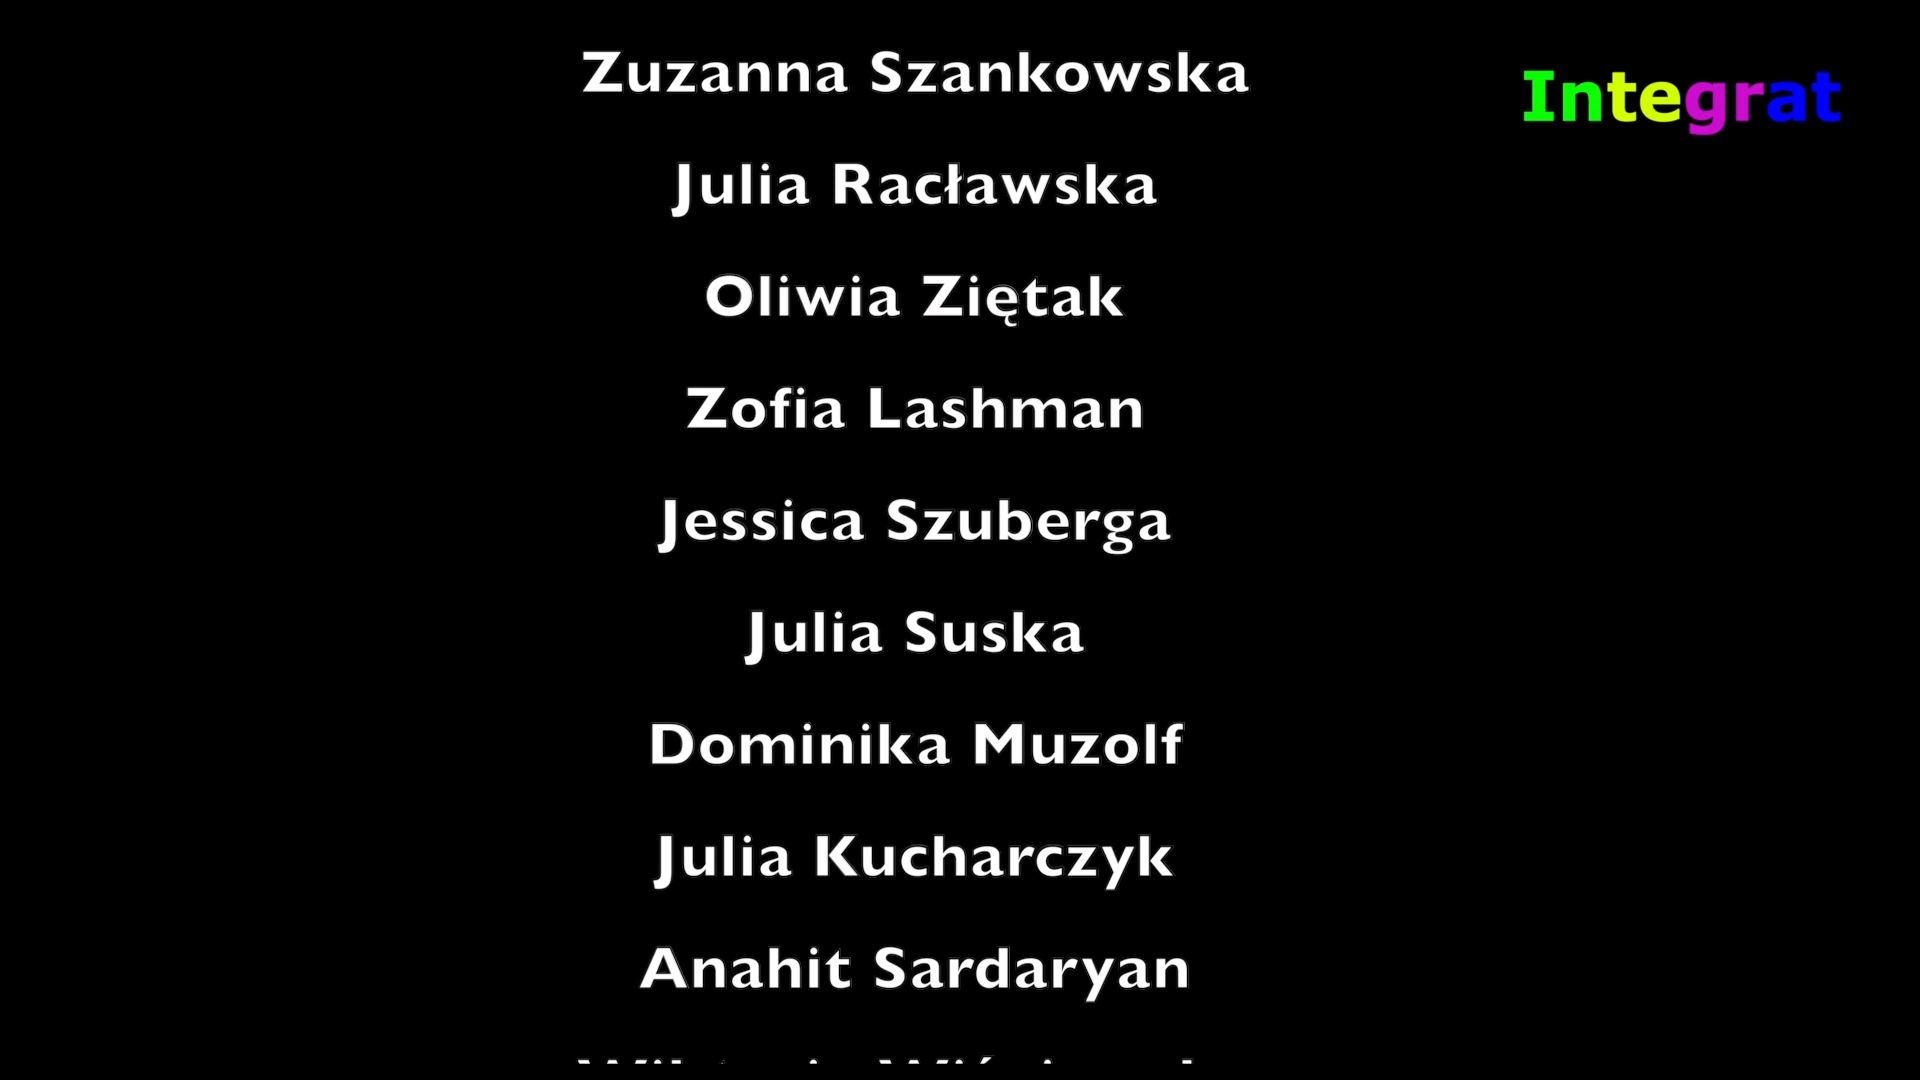 Zuzanna Szankowska
Integrat
Julia Racławska
Oliwia Ziętak
Zofia Lashman
Jessica Szuberga
Julia Suska
Dominika Muzolf
Julia Kucharczyk
Anahit Sardaryan